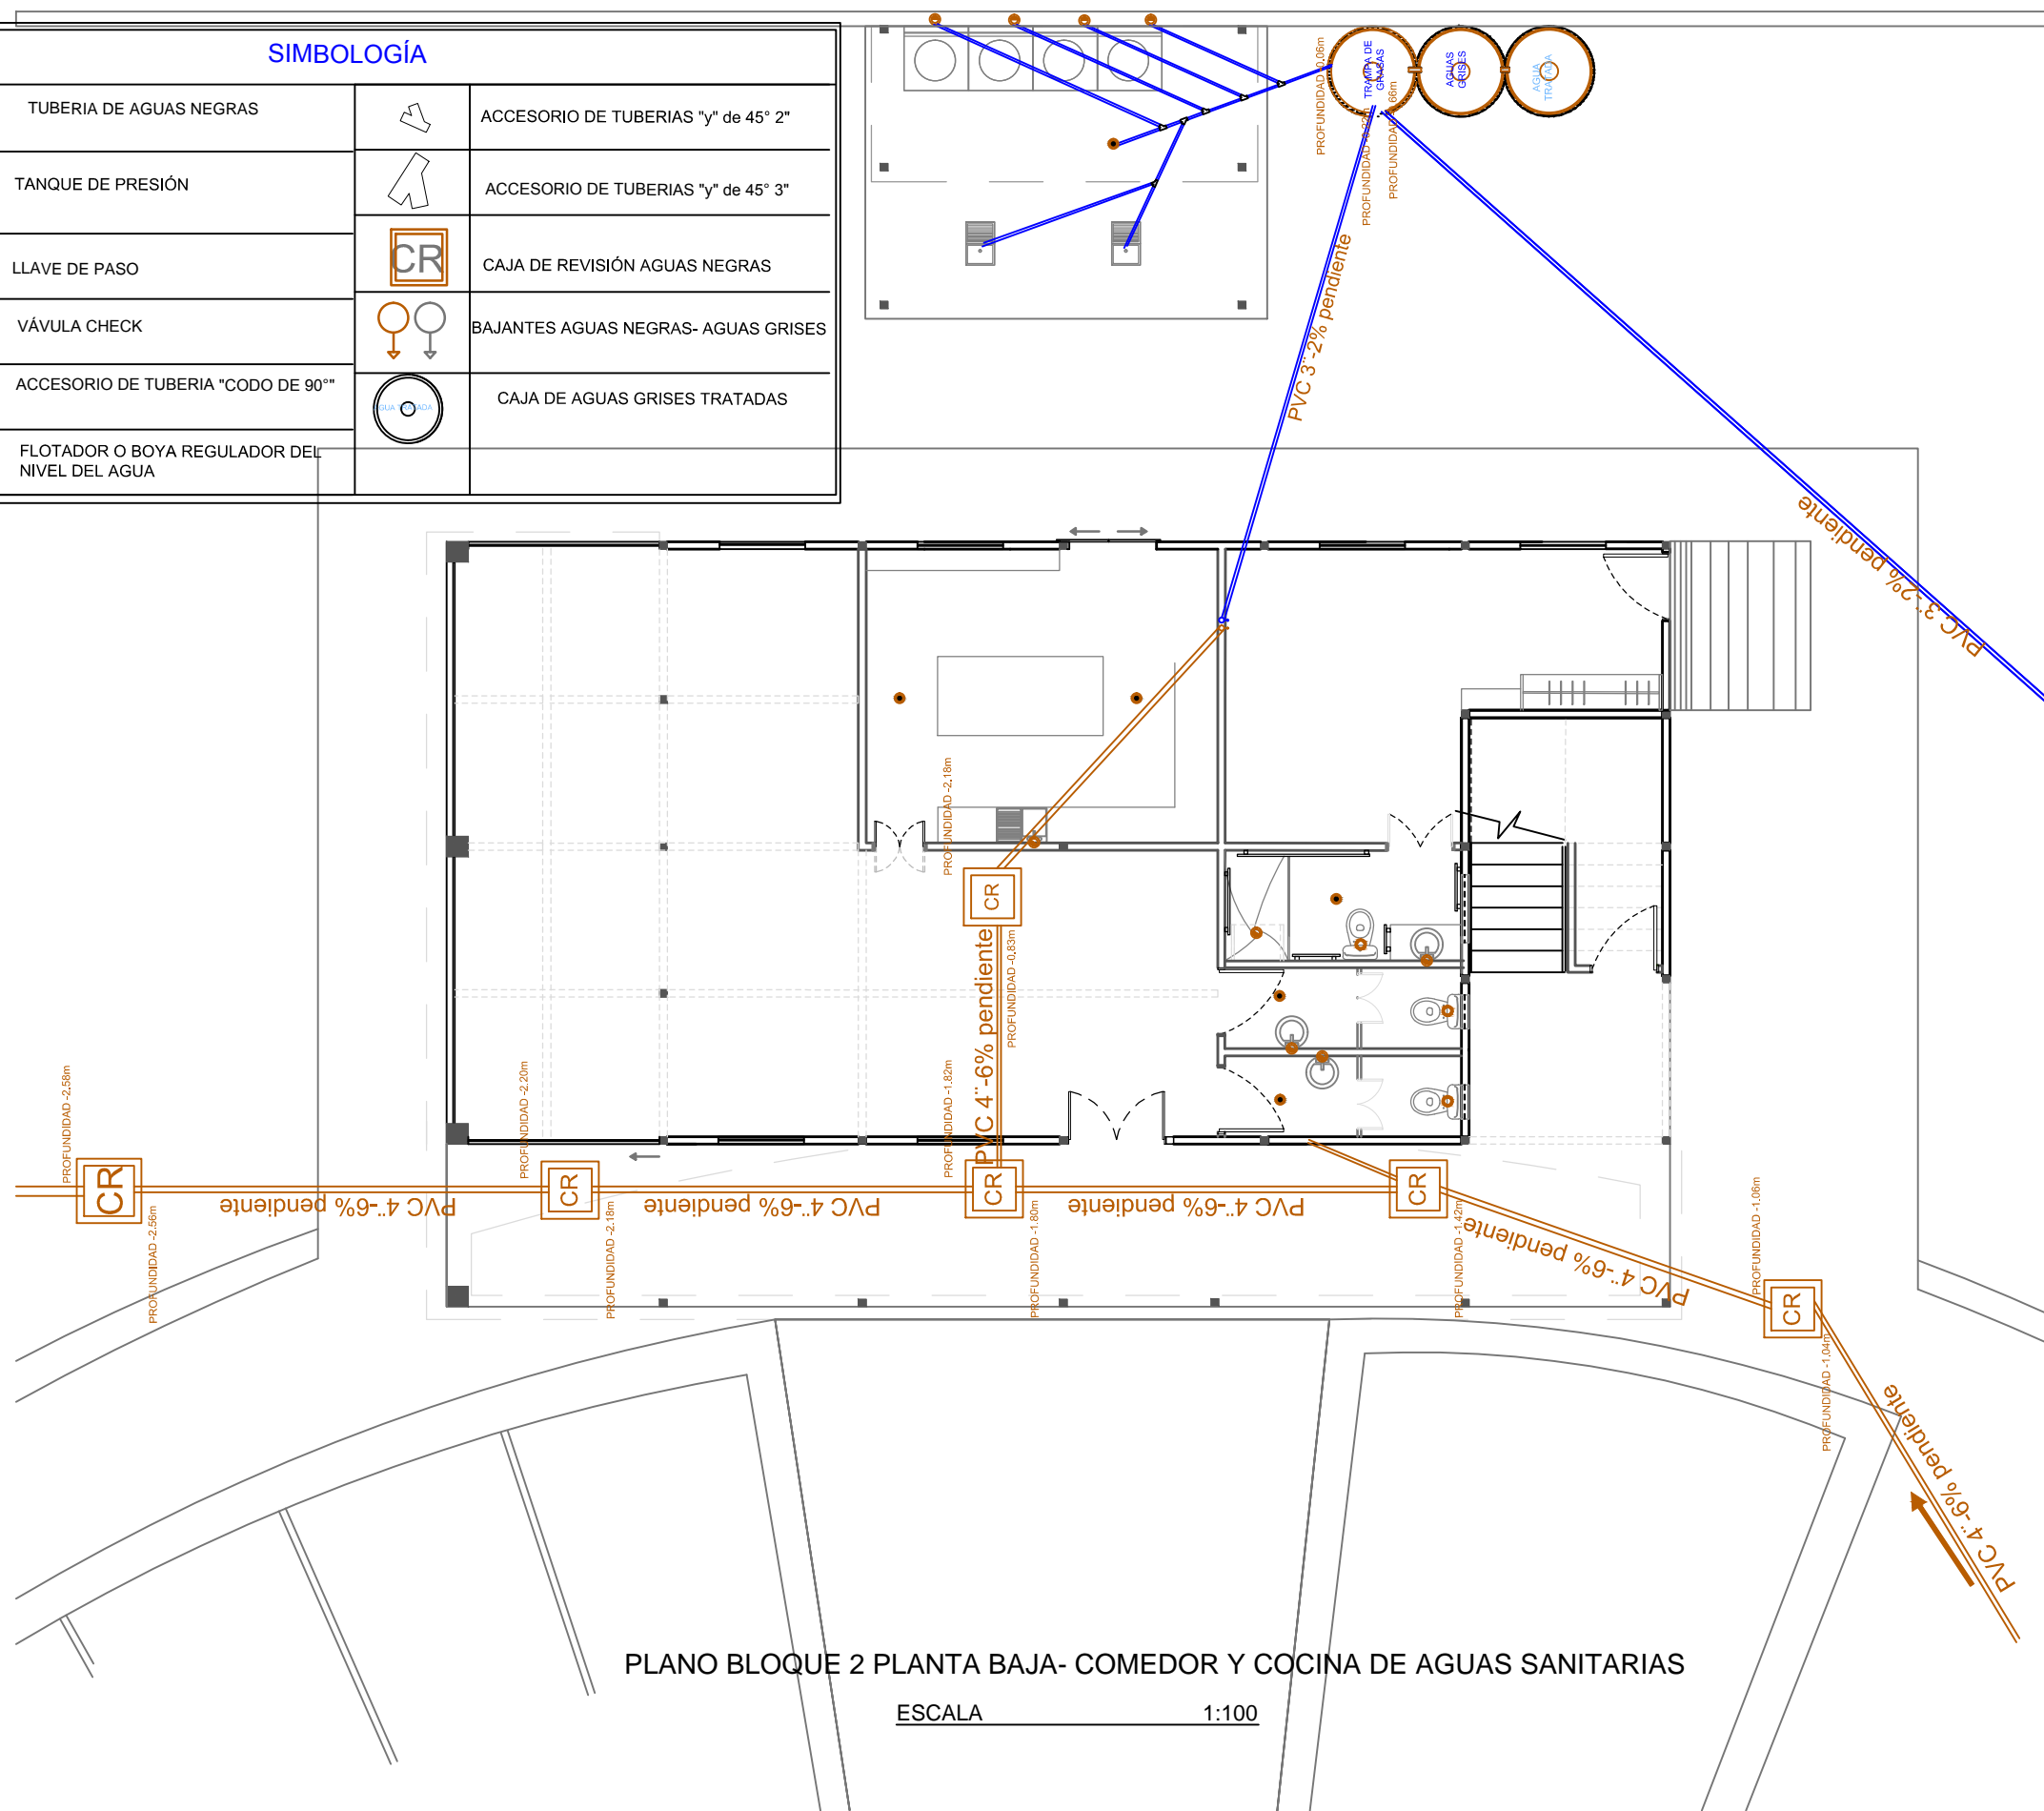 SIMBOLOGÍA
TUBERIA DE AGUAS NEGRAS
ACCESORIO DE TUBERIAS "y" de 45° 2"
TANQUE DE PRESIÓN
ACCESORIO DE TUBERIAS "y" de 45° 3"
LLAVE DE PASO
CR
CAJA DE REVISIÓN AGUAS NEGRAS
VÁVULA CHECK
BAJANTES AGUAS NEGRAS- AGUAS GRISES
ACCESORIO DE TUBERIA "CODO DE 90°"
CAJA DE AGUAS GRISES TRATADAS
FLOTADOR O BOYA REGULADOR DEL
NIVEL DEL AGUA
TRAMPA DE
GRASAS
AGUAS
GRISES
AGUA
TRATADA
PROFUNDIDAD -0.06m
PROFUNDIDAD
PROFUNDIDAD
PVC 3¨-2% pendiente
PVC 3¨-2% pendiente
PROFUNDIDAD -2.18m
CR
PROFUNDIDAD -0.83m
PVC 4¨-6% pendiente
PROFUNDIDAD -2.58m
PROFUNDIDAD -2.20m
PROFUNDIDAD -1.82m
CR
PVC 4¨-6% pendiente
CR
PVC 4¨-6% pendiente
CR
PVC 4¨-6% pendiente
CR
PVC 4¨-6% pendiente
CR
PROFUNDIDAD -2.56m
PROFUNDIDAD -2.18m
PROFUNDIDAD -1.80m
PROFUNDIDAD -1.42m
PROFUNDIDAD -1.06m
PROFUNDIDAD -1.04m
PVC 4¨-6% pendiente
PLANO BLOQUE 2 PLANTA BAJA- COMEDOR Y COCINA DE AGUAS SANITARIAS
ESCALA 1:100